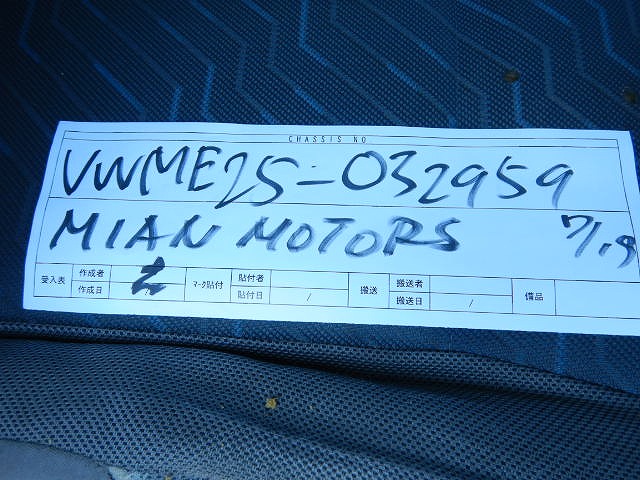 CHASSIS NO
VWME25-032959
MIAN MOTORS 7/19
受入表 作成者 マーク貼付 貼付者 搬送 搬送者 備品
作成日 貼付日 / 搬送日 /